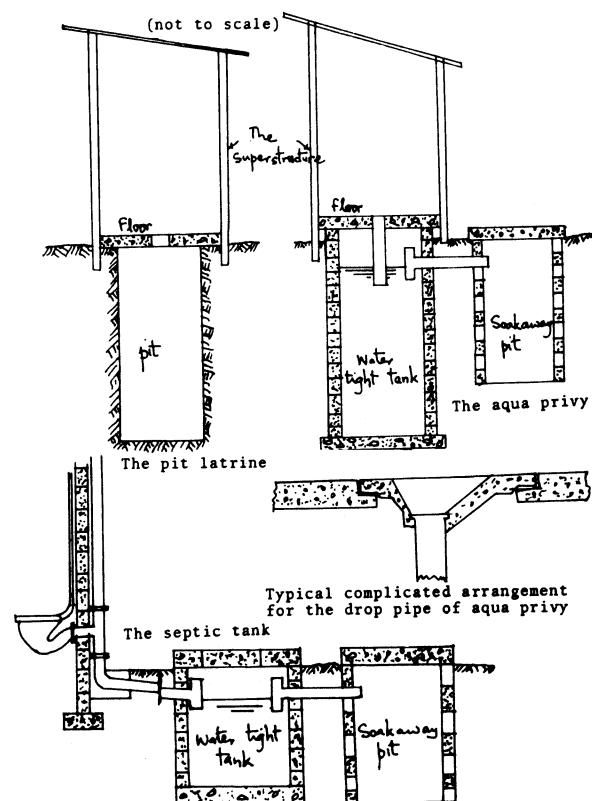 (not to scale)
The
Superstructure
floor
floor
pit
Water
tight tank
Soakaway
pit
The aqua privy
The pit latrine
Typical complicated arrangement
for the drop pipe of aqua privy
The septic tank
Water tight
tank
Soakaway
pit